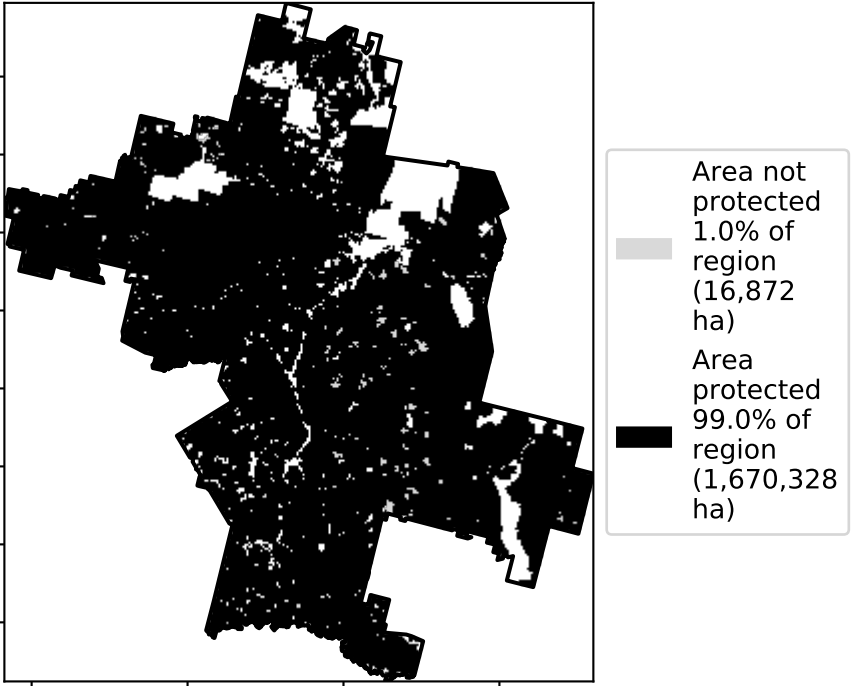 Area not
protected
1.0% of
region
(16,872
ha)
Area
protected
99.0% of
region
(1,670,328
ha)